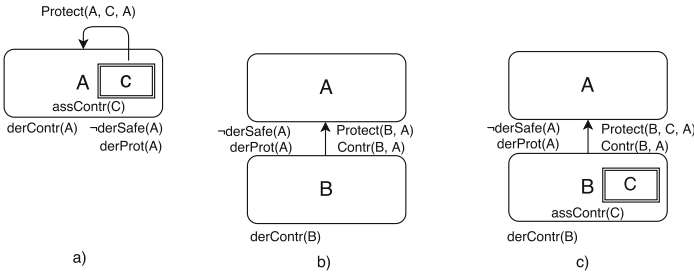 Protect(A, C, A)
A
C
assContr(C)
derContr(A)
¬derSafe(A)
derProt(A)
a)
A
¬derSafe(A)
derProt(A)
Protect(B, A)
Contr(B, A)
B
derContr(B)
b)
A
¬derSafe(A)
derProt(A)
Protect(B, C, A)
Contr(B, A)
B
C
assContr(C)
derContr(B)
c)